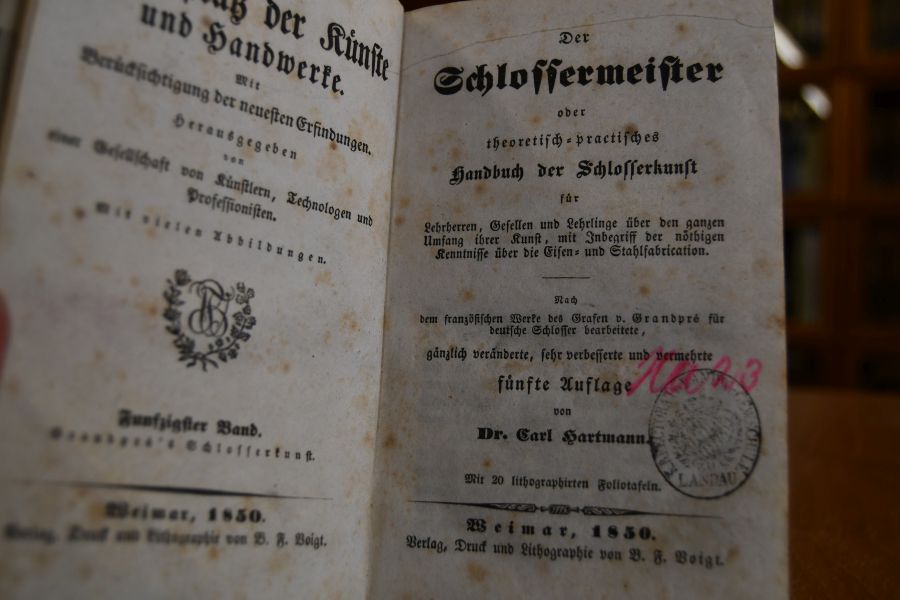 der Künste
und Handwerke.
Mit
Berücksichtigung der neuesten Erfindungen.
Herausgegeben
von
einer Gesellschaft von Künstlern, Technologen und
Professionisten.
Mit vielen Abbildungen.
Funfzigster Band.
Grandpré's Schlosserkunst.
Weimar, 1850.
Verlag, Druck und Lithographie von B. F. Voigt.
Der
Schlossermeister
oder
theoretisch-practisches
Handbuch der Schlosserkunst
für
Lehrherren, Gesellen und Lehrlinge über den ganzen
Umfang ihrer Kunst, mit Inbegriff der nöthigen
Kenntnisse über die Eisen- und Stahlfabrication.
Nach
dem französischen Werke des Grafen v. Grandpré für
deutsche Schlosser bearbeitete,
gänzlich veränderte, sehr verbesserte und vermehrte
fünfte Auflage
von
Dr. Carl Hartmann.
LANDAU
Mit 20 lithographirten Foliotafeln.
Weimar, 1850.
Verlag, Druck und Lithographie von B. F. Voigt.